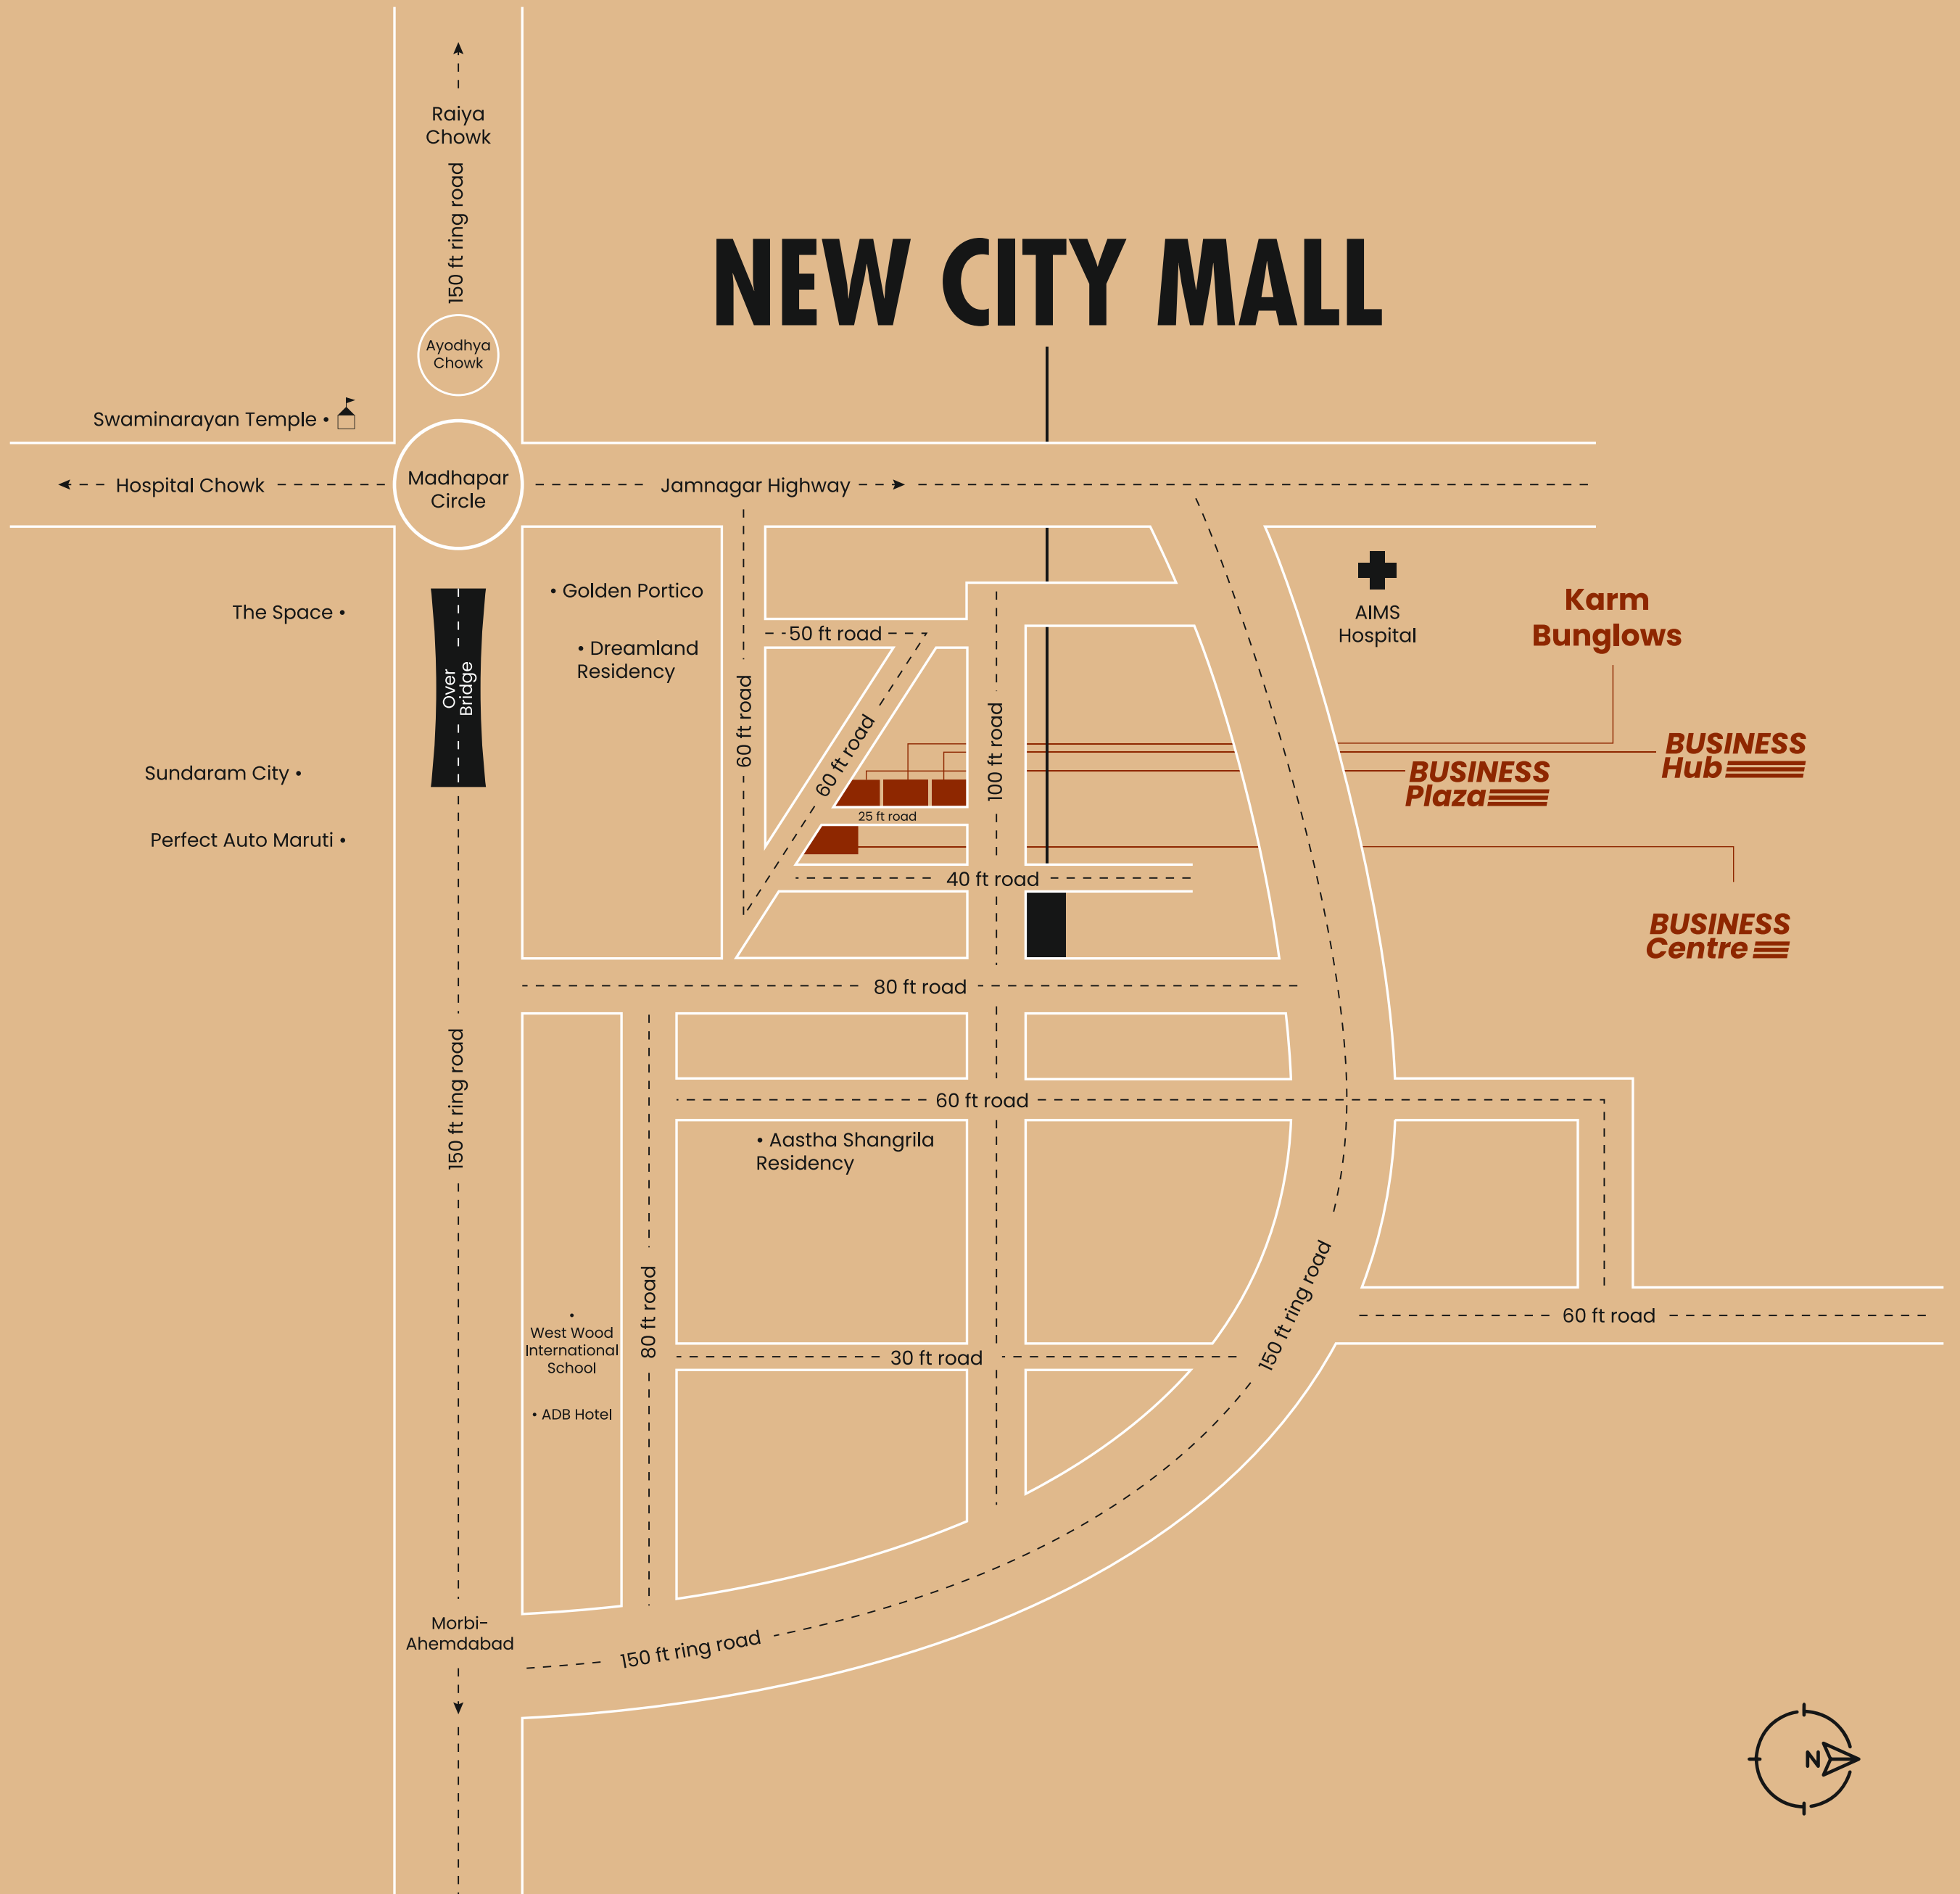 Raiya
Chowk
150 ft ring road
NEW CITY MALL
Ayodhya
Chowk
Swaminarayan Temple •
Hospital Chowk
Madhapar
Circle
Jamnagar Highway
The Space •
Over
Bridge
• Golden Portico
• Dreamland
Residency
50 ft road
60 ft road
60 ft road
100 ft road
AIMS
Hospital
Karm
Bunglows
BUSINESS
Hub
BUSINESS
Plaza
Sundaram City •
Perfect Auto Maruti •
25 ft road
40 ft road
BUSINESS
Centre
80 ft road
150 ft ring road
60 ft road
• Aastha Shangrila
Residency
80 ft road
•
West Wood
International
School
• ADB Hotel
30 ft road
150 ft ring road
60 ft road
Morbi-
Ahemdabad
150 ft ring road
N